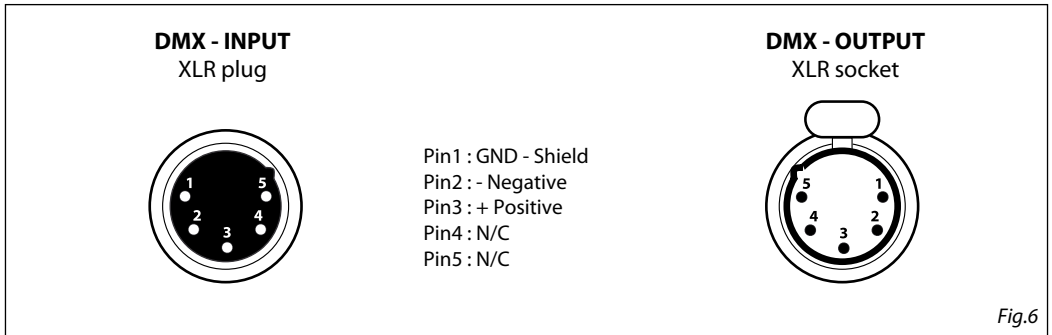 DMX - INPUT
XLR plug
1
5
2
4
3
Pin1 : GND - Shield
Pin2 : - Negative
Pin3 : + Positive
Pin4 : N/C
Pin5 : N/C
DMX - OUTPUT
XLR socket
5
1
4
2
3
Fig.6